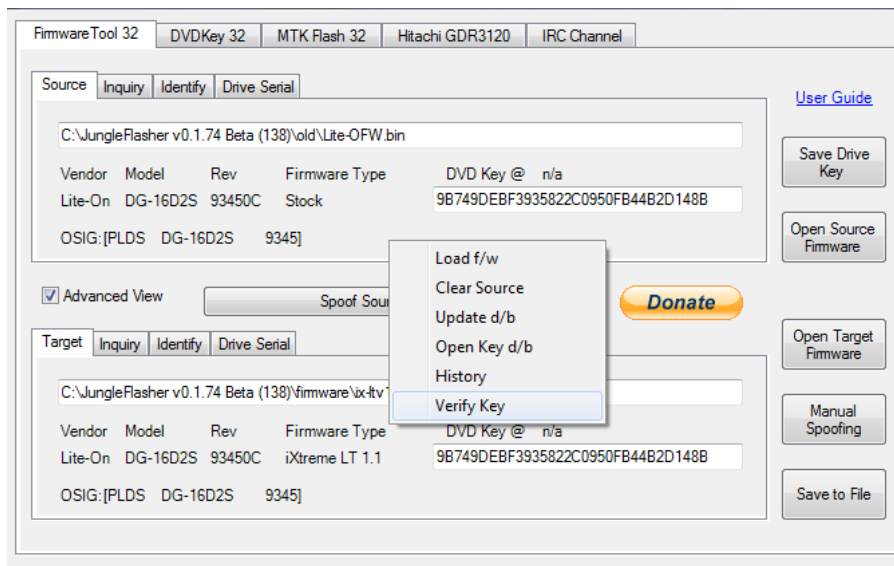 FirmwareTool 32 DVDKey 32 MTK Flash 32 Hitachi GDR3120 IRC Channel
Source Inquiry Identify Drive Serial
User Guide
C:\JungleFlasher v0.1.74 Beta (138)\old\Lite-OFW.bin
Save Drive
Key
Vendor Model Rev Firmware Type DVD Key @ n/a
Lite-On DG-16D2S 93450C Stock 9B749DEBF3935822C0950FB44B2D148B
Open Source
Firmware
OSIG:[PLDS DG-16D2S 9345]
Load f/w
Clear Source
Update d/b
Open Key d/b
History
Verify Key
Advanced View Spoof Sour
Donate
Target Inquiry Identify Drive Serial
Open Target
Firmware
C:\JungleFlasher v0.1.74 Beta (138)\firmware\ix-ltv
Manual
Spoofing
Vendor Model Rev Firmware Type DVD Key @ n/a
Lite-On DG-16D2S 93450C iXtreme LT 1.1 9B749DEBF3935822C0950FB44B2D148B
OSIG:[PLDS DG-16D2S 9345]
Save to File